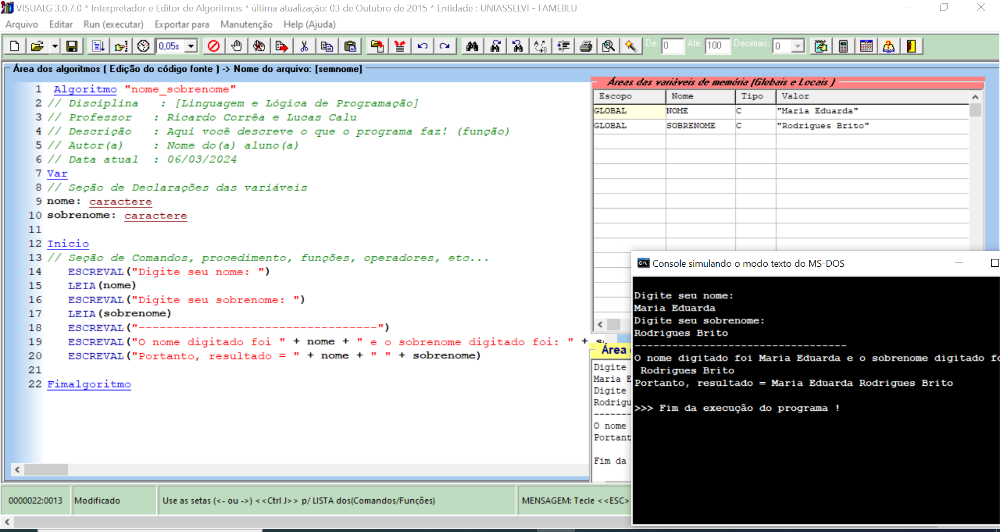 VISUALG 3.0.7.0 * Interpretador e Editor de Algoritmos * última atualização: 03 de Outubro de 2015 * Entidade : UNIASSELVI - FAMEBLU
Arquivo Editar Run (executar) Exportar para Manutenção Help (Ajuda)
0,05s De: 0 Até: 100 Decimais: 0
Área dos algoritmos ( Edição do código fonte ) -> Nome do arquivo: [semnome]
1 Algoritmo "nome_sobrenome"
2 // Disciplina : [Linguagem e Lógica de Programação]
3 // Professor : Ricardo Corrêa e Lucas Calu
4 // Descrição : Aqui você descreve o que o programa faz! (função)
5 // Autor(a) : Nome do(a) aluno(a)
6 // Data atual : 06/03/2024
7 Var
8 // Seção de Declarações das variáveis
9 nome: caractere
10 sobrenome: caractere
11
12 Inicio
13 // Seção de Comandos, procedimento, funções, operadores, etc...
14 ESCREVAL("Digite seu nome: ")
15 LEIA(nome)
16 ESCREVAL("Digite seu sobrenome: ")
17 LEIA(sobrenome)
18 ESCREVAL("----------------------------------")
19 ESCREVAL("O nome digitado foi " + nome + " e o sobrenome digitado foi: " + s
20 ESCREVAL("Portanto, resultado = " + nome + " " + sobrenome)
21
22 Fimalgoritmo
Áreas das variáveis de memória (Globais e Locais )
Escopo Nome Tipo Valor
GLOBAL NOME C "Maria Eduarda"
GLOBAL SOBRENOME C "Rodrigues Brito"
Área
Digite
Maria E
Digite
Rodrigu
-------
O nome
Portant
Fim da
Console simulando o modo texto do MS-DOS
Digite seu nome:
Maria Eduarda
Digite seu sobrenome:
Rodrigues Brito
----------------------------------
O nome digitado foi Maria Eduarda e o sobrenome digitado fo
Rodrigues Brito
Portanto, resultado = Maria Eduarda Rodrigues Brito
>>> Fim da execução do programa !
0000022:0013 Modificado Use as setas (<- ou ->) <<Ctrl J>> p/ LISTA dos(Comandos/Funções) MENSAGEM: Tecle <<ESC>